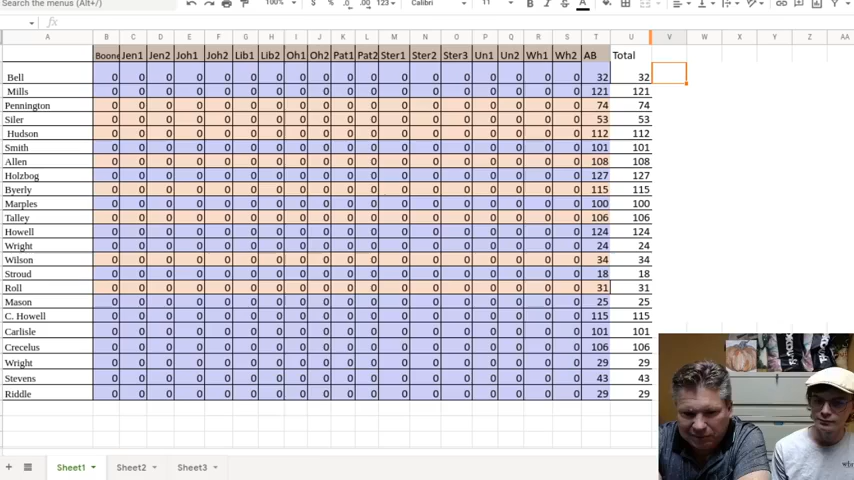 Search the menus (Alt+/) 100% $ % .0 .00 123 Calibri 11 B I S A
fx
A B C D E F G H I J K L M N O P Q R S T U V W X Y Z AA
Boone Jen1 Jen2 Joh1 Joh2 Lib1 Lib2 Oh1 Oh2 Pat1 Pat2 Ster1 Ster2 Ster3 Un1 Un2 Wh1 Wh2 AB Total
Bell 0 0 0 0 0 0 0 0 0 0 0 0 0 0 0 0 0 0 32 32
Mills 0 0 0 0 0 0 0 0 0 0 0 0 0 0 0 0 0 0 121 121
Pennington 0 0 0 0 0 0 0 0 0 0 0 0 0 0 0 0 0 0 74 74
Siler 0 0 0 0 0 0 0 0 0 0 0 0 0 0 0 0 0 0 53 53
Hudson 0 0 0 0 0 0 0 0 0 0 0 0 0 0 0 0 0 0 112 112
Smith 0 0 0 0 0 0 0 0 0 0 0 0 0 0 0 0 0 0 101 101
Allen 0 0 0 0 0 0 0 0 0 0 0 0 0 0 0 0 0 0 108 108
Holzbog 0 0 0 0 0 0 0 0 0 0 0 0 0 0 0 0 0 0 127 127
Byerly 0 0 0 0 0 0 0 0 0 0 0 0 0 0 0 0 0 0 115 115
Marples 0 0 0 0 0 0 0 0 0 0 0 0 0 0 0 0 0 0 100 100
Talley 0 0 0 0 0 0 0 0 0 0 0 0 0 0 0 0 0 0 106 106
Howell 0 0 0 0 0 0 0 0 0 0 0 0 0 0 0 0 0 0 124 124
Wright 0 0 0 0 0 0 0 0 0 0 0 0 0 0 0 0 0 0 24 24
Wilson 0 0 0 0 0 0 0 0 0 0 0 0 0 0 0 0 0 0 34 34
Stroud 0 0 0 0 0 0 0 0 0 0 0 0 0 0 0 0 0 0 18 18
Roll 0 0 0 0 0 0 0 0 0 0 0 0 0 0 0 0 0 0 31 31
Mason 0 0 0 0 0 0 0 0 0 0 0 0 0 0 0 0 0 0 25 25
C. Howell 0 0 0 0 0 0 0 0 0 0 0 0 0 0 0 0 0 0 115 115
Carlisle 0 0 0 0 0 0 0 0 0 0 0 0 0 0 0 0 0 0 101 101
Crecelus 0 0 0 0 0 0 0 0 0 0 0 0 0 0 0 0 0 0 106 106
Wright 0 0 0 0 0 0 0 0 0 0 0 0 0 0 0 0 0 0 29 29
Stevens 0 0 0 0 0 0 0 0 0 0 0 0 0 0 0 0 0 0 43 43
Riddle 0 0 0 0 0 0 0 0 0 0 0 0 0 0 0 0 0 0 29 29
Sheet1 Sheet2 Sheet3